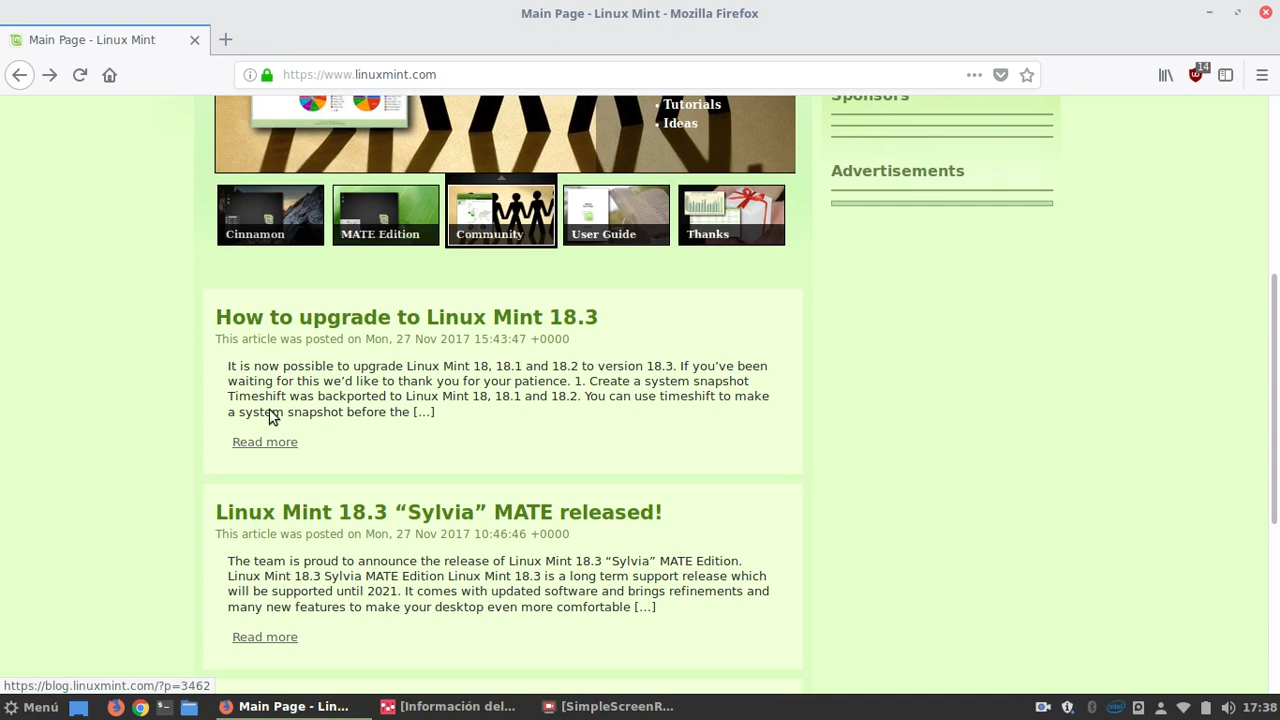 Main Page - Linux Mint - Mozilla Firefox
Main Page - Linux Mint
https://www.linuxmint.com
14
• Tutorials
• Ideas
Sponsors
Advertisements
Cinnamon
MATE Edition
Community
User Guide
Thanks
How to upgrade to Linux Mint 18.3
This article was posted on Mon, 27 Nov 2017 15:43:47 +0000
It is now possible to upgrade Linux Mint 18, 18.1 and 18.2 to version 18.3. If you’ve been
waiting for this we’d like to thank you for your patience. 1. Create a system snapshot
Timeshift was backported to Linux Mint 18, 18.1 and 18.2. You can use timeshift to make
a system snapshot before the […]
Read more
Linux Mint 18.3 “Sylvia” MATE released!
This article was posted on Mon, 27 Nov 2017 10:46:46 +0000
The team is proud to announce the release of Linux Mint 18.3 “Sylvia” MATE Edition.
Linux Mint 18.3 Sylvia MATE Edition Linux Mint 18.3 is a long term support release which
will be supported until 2021. It comes with updated software and brings refinements and
many new features to make your desktop even more comfortable […]
Read more
https://blog.linuxmint.com/?p=3462
Menú
Main Page - Lin...
[Información del...
[SimpleScreenR...
17:38